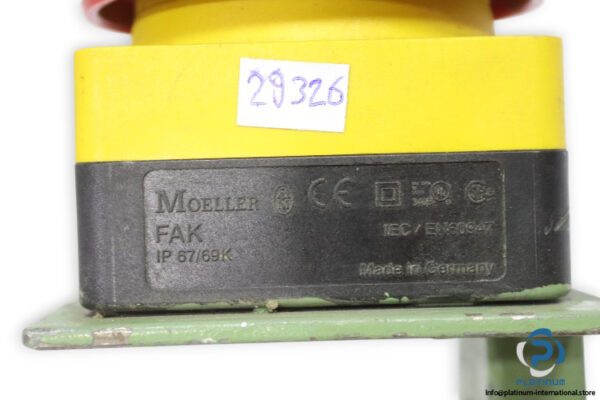 29326
MOELLER CE
FAK
IP 67/69K
IEC/EN60947
Made in Germany
PLATINUM
info@platinum-international.store